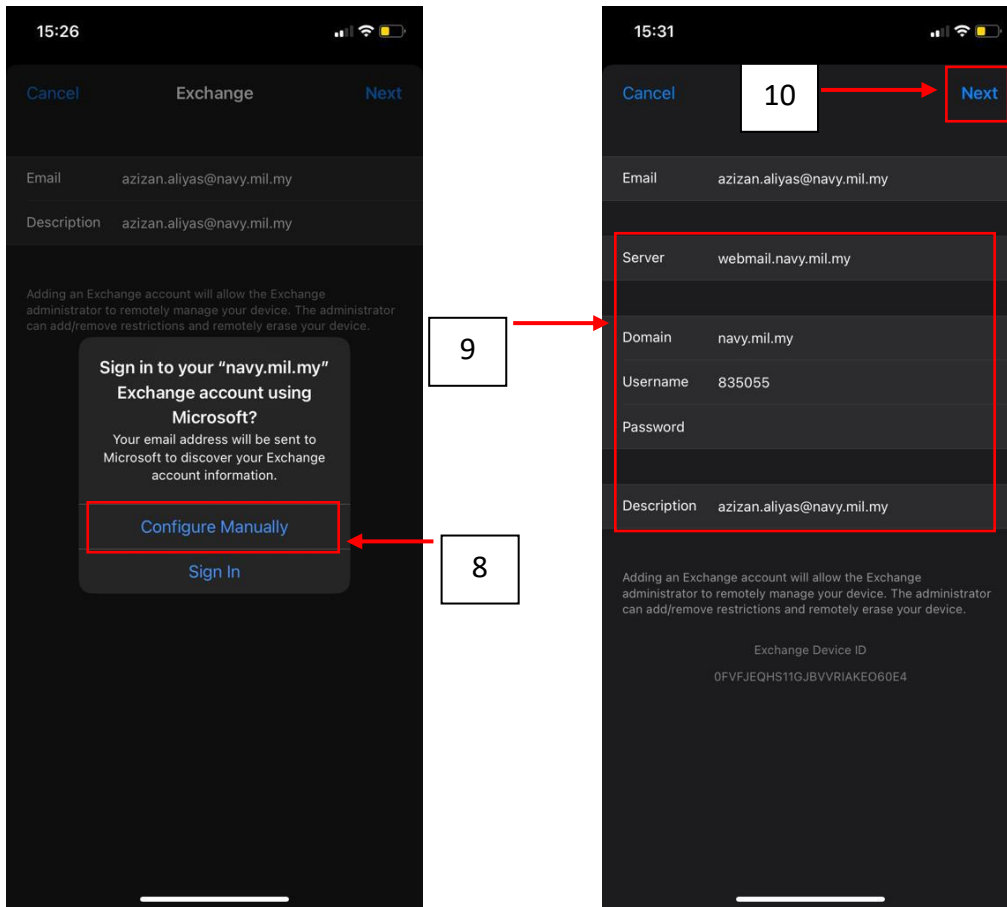 15:26
Cancel Exchange Next
Email azizan.aliyas@navy.mil.my
Description azizan.aliyas@navy.mil.my
Adding an Exchange account will allow the Exchange
administrator to remotely manage your device. The administrator
can add/remove restrictions and remotely erase your device.
Sign in to your “navy.mil.my”
Exchange account using
Microsoft?
Your email address will be sent to
Microsoft to discover your Exchange
account information.
Configure Manually
Sign In
8
9
15:31
Cancel 10 Next
Email azizan.aliyas@navy.mil.my
Server webmail.navy.mil.my
Domain navy.mil.my
Username 835055
Password
Description azizan.aliyas@navy.mil.my
Adding an Exchange account will allow the Exchange
administrator to remotely manage your device. The administrator
can add/remove restrictions and remotely erase your device.
Exchange Device ID
0FVFJEQHS11GJBVVRIAKEO60E4